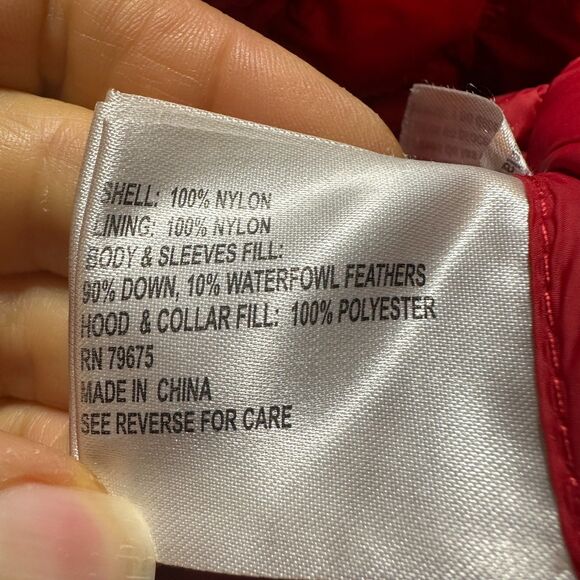 SHELL: 100% NYLON
LINING: 100% NYLON
BODY & SLEEVES FILL:
90% DOWN, 10% WATERFOWL FEATHERS
HOOD & COLLAR FILL: 100% POLYESTER
RN 79675
MADE IN CHINA
SEE REVERSE FOR CARE